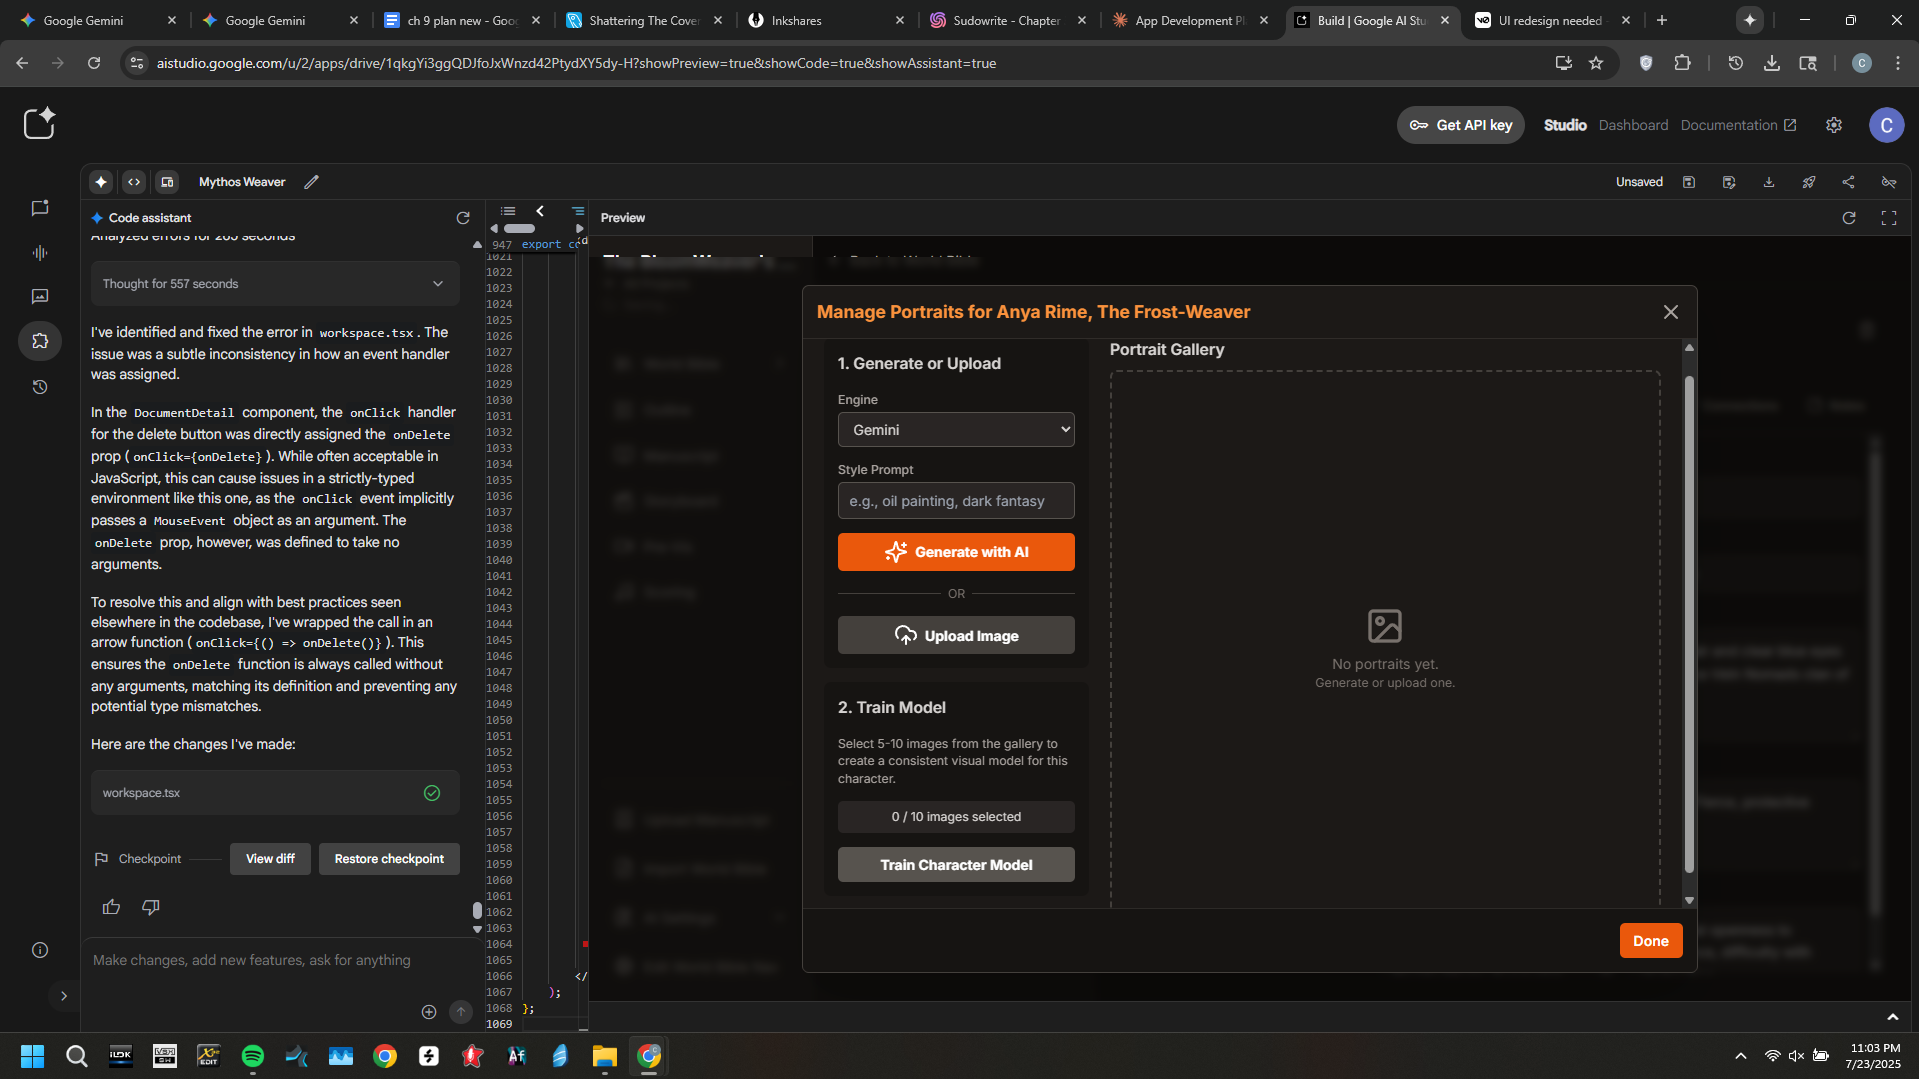 Google Gemini
Google Gemini
ch 9 plan new - Goog
Shattering The Cover
Inkshares
Sudowrite - Chapter
App Development Pl
Build | Google AI Stu
UI redesign needed -
aistudio.google.com/u/2/apps/drive/1qkgYi3ggQDJfoJxWnzd42PtydXY5dy-H?showPreview=true&showCode=true&showAssistant=true
C
Get API key
Studio
Dashboard
Documentation
C
Mythos Weaver
Unsaved
Code assistant
Preview
Analyzed errors for 265 seconds
Thought for 557 seconds
I've identified and fixed the error in workspace.tsx. The
issue was a subtle inconsistency in how an event handler
was assigned.
In the DocumentDetail component, the onClick handler
for the delete button was directly assigned the onDelete
prop ( onClick={onDelete} ). While often acceptable in
JavaScript, this can cause issues in a strictly-typed
environment like this one, as the onClick event implicitly
passes a MouseEvent object as an argument. The
onDelete prop, however, was defined to take no
arguments.
To resolve this and align with best practices seen
elsewhere in the codebase, I've wrapped the call in an
arrow function ( onClick={() => onDelete()} ). This
ensures the onDelete function is always called without
any arguments, matching its definition and preventing any
potential type mismatches.
Here are the changes I've made:
workspace.tsx
Checkpoint
View diff
Restore checkpoint
Make changes, add new features, ask for anything
947 export co
1021
1022
1023
1024
1025
1026
1027
1028
1029
1030
1031
1032
1033
1034
1035
1036
1037
1038
1039
1040
1041
1042
1043
1044
1045
1046
1047
1048
1049
1050
1051
1052
1053
1054
1055
1056
1057
1058
1059
1060
1061
1062
1063
1064
1065
1066 </
1067 );
1068 };
1069
Manage Portraits for Anya Rime, The Frost-Weaver
1. Generate or Upload
Engine
Gemini
Style Prompt
e.g., oil painting, dark fantasy
Generate with AI
OR
Upload Image
2. Train Model
Select 5-10 images from the gallery to
create a consistent visual model for this
character.
0 / 10 images selected
Train Character Model
Portrait Gallery
No portraits yet.
Generate or upload one.
Done
11:03 PM
7/23/2025